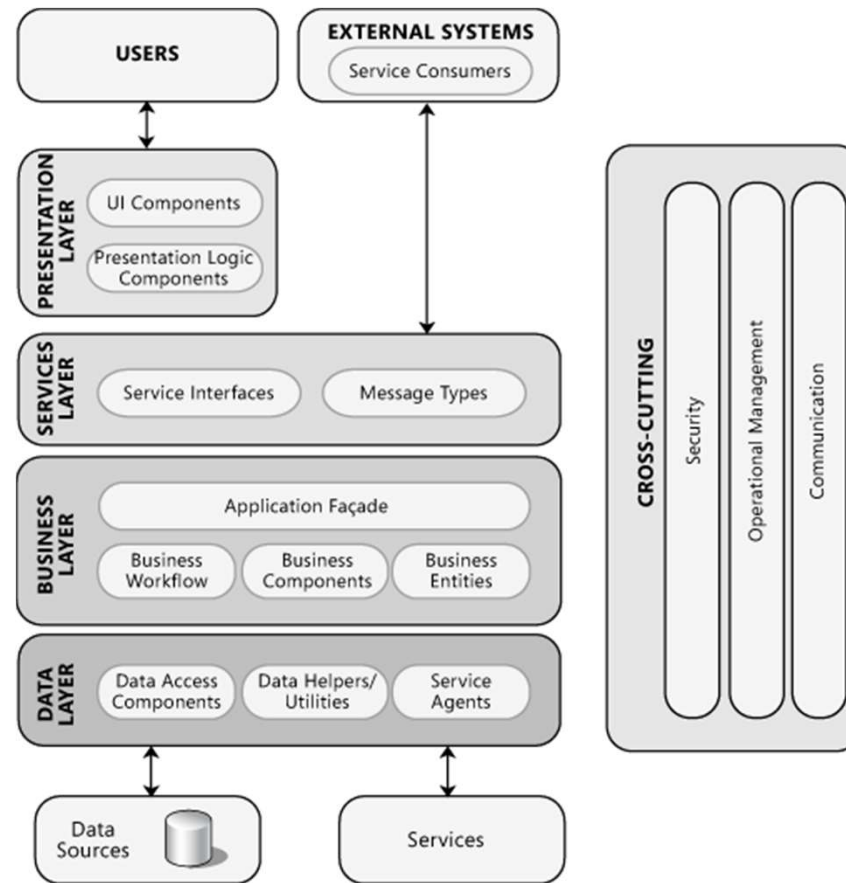 USERS
EXTERNAL SYSTEMS
Service Consumers
PRESENTATION
LAYER
UI Components
Presentation Logic
Components
SERVICES
LAYER
Service Interfaces
Message Types
BUSINESS
LAYER
Application Façade
Business
Workflow
Business
Components
Business
Entities
DATA
LAYER
Data Access
Components
Data Helpers/
Utilities
Service
Agents
Data
Sources
Services
CROSS-CUTTING
Security
Operational Management
Communication